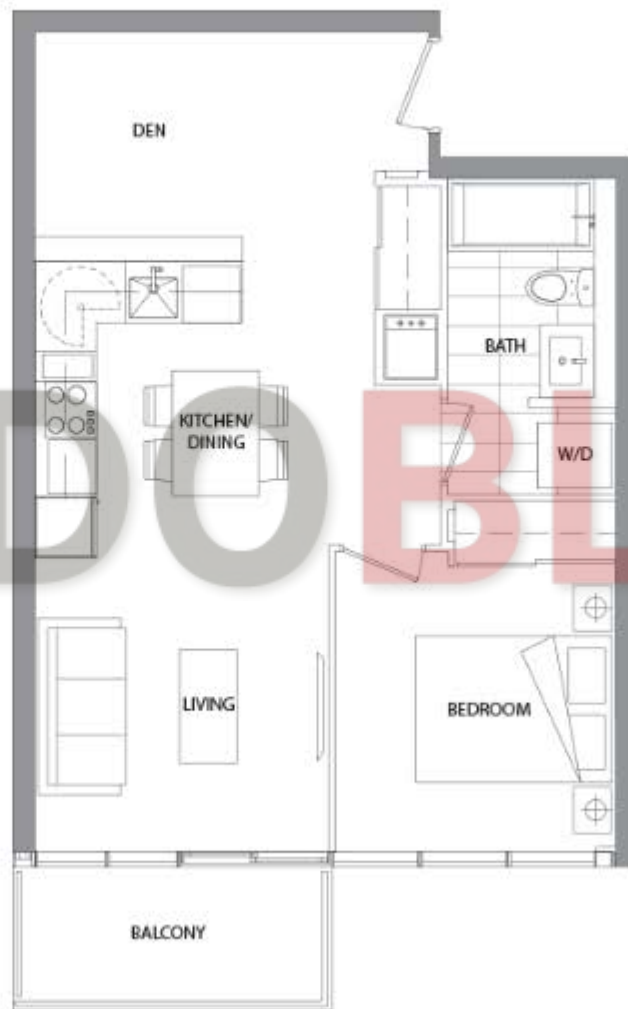 DEN
BATH
KITCHEN/
DINING
W/D
DOBL
LIVING
BEDROOM
BALCONY